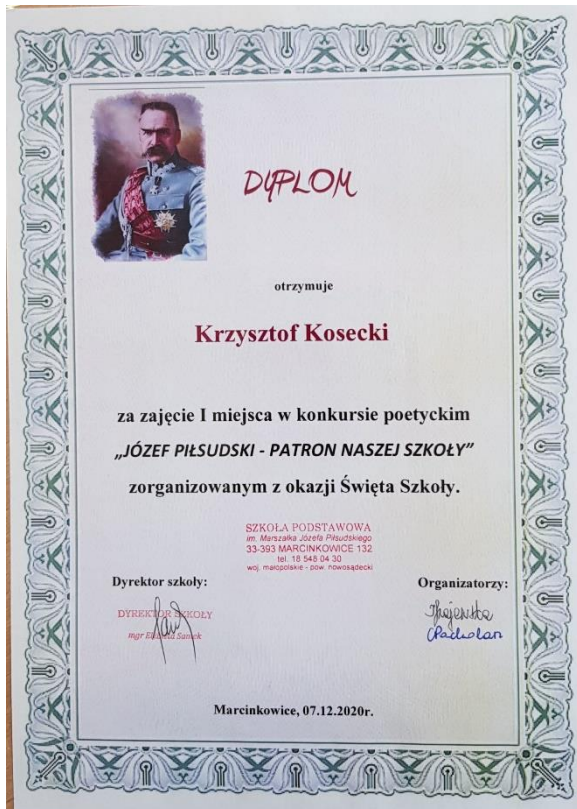 DYPLOM
otrzymuje
Krzysztof Kosecki
za zajęcie I miejsca w konkursie poetyckim
„JÓZEF PIŁSUDSKI - PATRON NASZEJ SZKOŁY”
zorganizowanym z okazji Święta Szkoły.
SZKOŁA PODSTAWOWA
im. Marszałka Józefa Piłsudskiego
33-393 MARCINKOWICE 132
tel. 18 548 04 30
woj. małopolskie - pow. nowosądecki
Dyrektor szkoły:
Organizatorzy:
DYREKTOR SZKOŁY
mgr
Marcinkowice, 07.12.2020r.